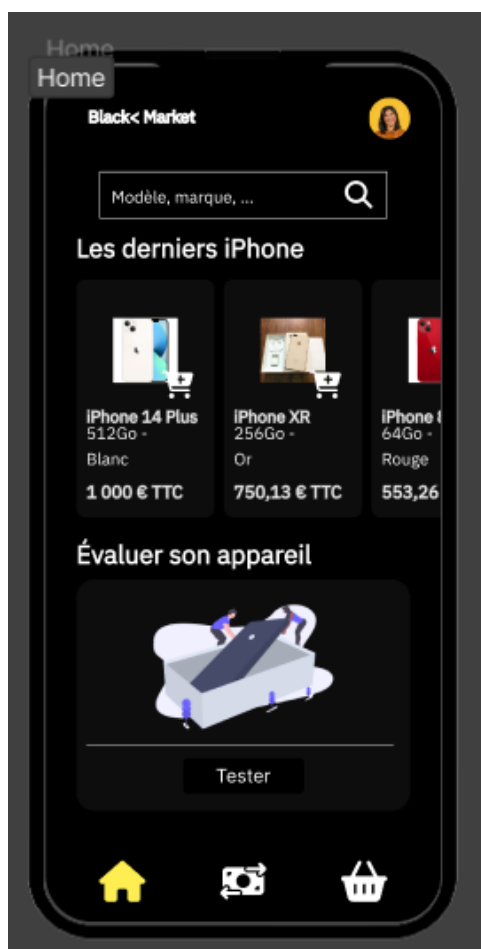 Home
Home
Black< Market
Modèle, marque, ...
Les derniers iPhone
iPhone 14 Plus
512Go -
Blanc
1 000 € TTC
iPhone XR
256Go -
Or
750,13 € TTC
iPhone
64Go -
Rouge
553,26
Évaluer son appareil
Tester